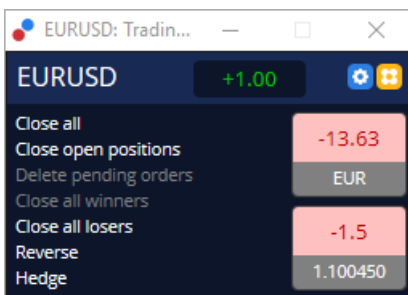 EURUSD: Tradin...
EURUSD
+1.00
Close all
Close open positions
Delete pending orders
Close all winners
Close all losers
Reverse
Hedge
-13.63
EUR
-1.5
1.100450